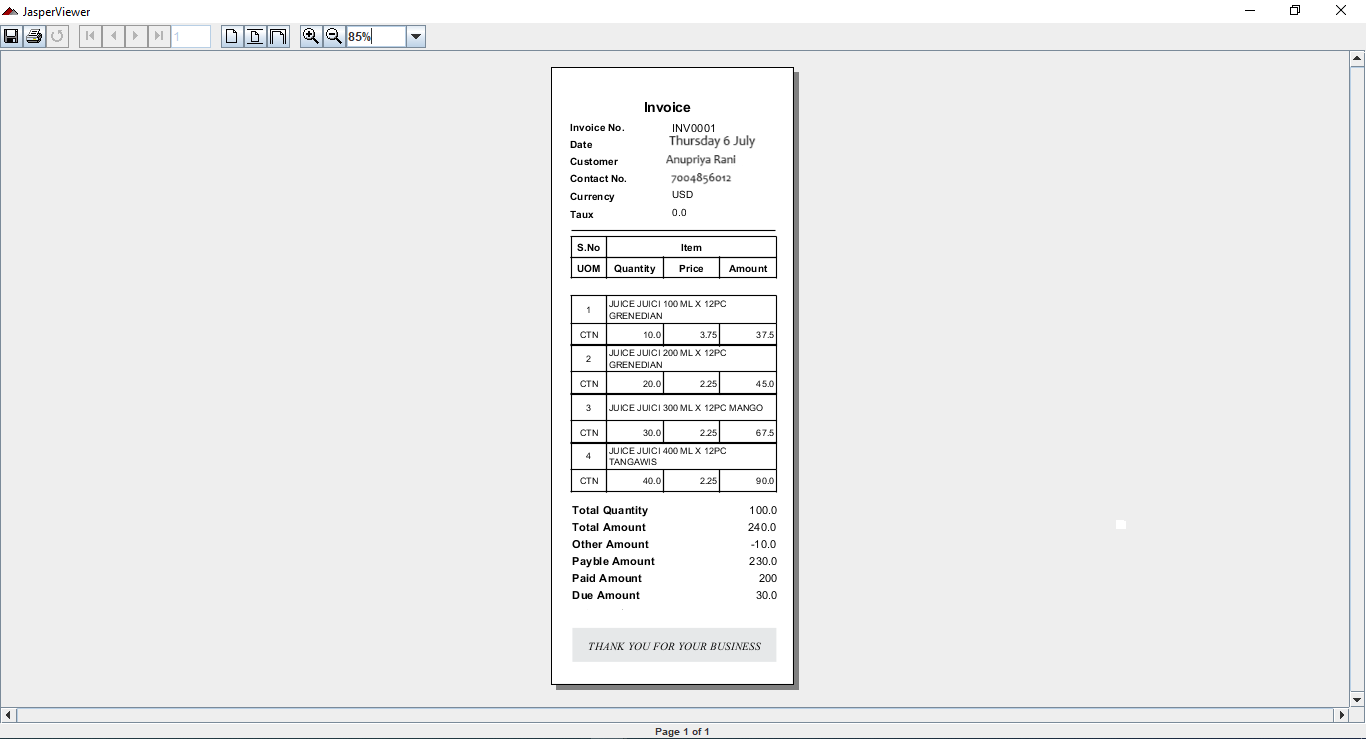 JasperViewer
1
85%
Invoice
Invoice No. INV0001
Date Thursday 6 July
Customer Anupriya Rani
Contact No. 7004856012
Currency USD
Taux 0.0
S.No Item
UOM Quantity Price Amount
1 JUICE JUICI 100 ML X 12PC
GRENEDIAN
CTN 10.0 3.75 37.5
2 JUICE JUICI 200 ML X 12PC
GRENEDIAN
CTN 20.0 2.25 45.0
3 JUICE JUICI 300 ML X 12PC MANGO
CTN 30.0 2.25 67.5
4 JUICE JUICI 400 ML X 12PC
TANGAWIS
CTN 40.0 2.25 90.0
Total Quantity 100.0
Total Amount 240.0
Other Amount -10.0
Payble Amount 230.0
Paid Amount 200
Due Amount 30.0
THANK YOU FOR YOUR BUSINESS
Page 1 of 1